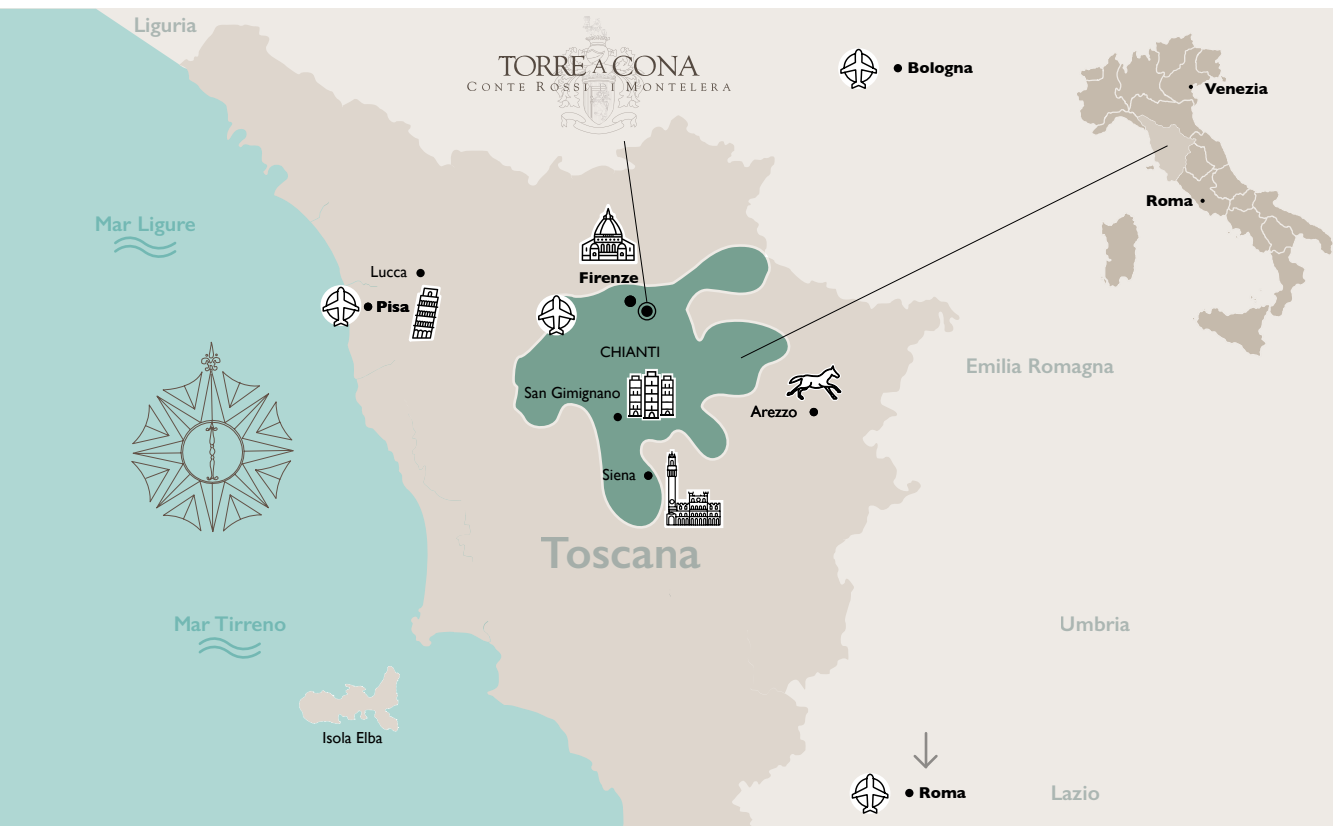 Liguria
TORRE A CONA
CONTE ROSSI DI MONTELERA
Bologna
Venezia
Roma
Mar Ligure
Lucca
Pisa
Firenze
CHIANTI
San Gimignano
Arezzo
Emilia Romagna
Siena
Toscana
Mar Tirreno
Umbria
Isola Elba
Roma
Lazio